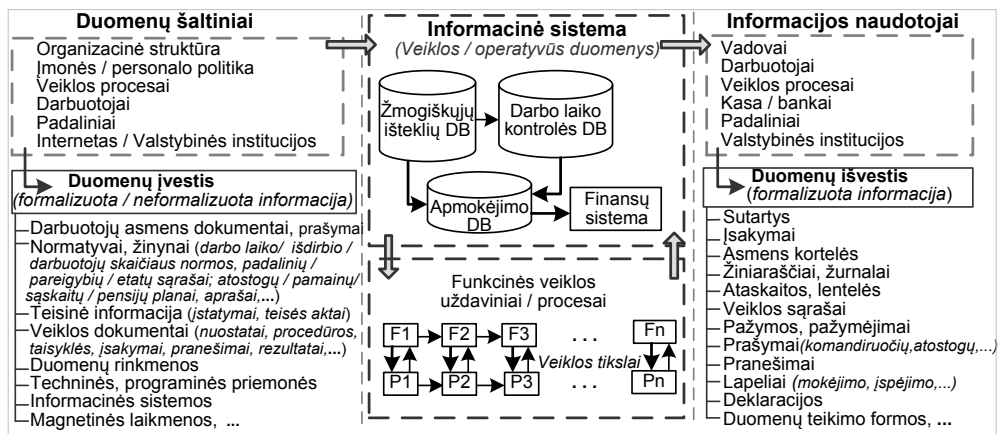 Duomenų šaltiniai
Organizacinė struktūra
Įmonės / personalo politika
Veiklos procesai
Darbuotojai
Padaliniai
Internetas / Valstybinės institucijos
Duomenų įvestis
(formalizuota / neformalizuota informacija)
Darbuotojų asmens dokumentai, prašymai
Normatyvai, žinynai (darbo laiko/ išdirbio /
darbuotojų skaičiaus normos, padalinių /
pareigybių / etatų sąrašai; atostogų / pamainų/
sąskaitų / pensijų planai, aprašai,...)
Teisinė informacija (įstatymai, teisės aktai)
Veiklos dokumentai (nuostatai, procedūros,
taisyklės, įsakymai, pranešimai, rezultatai,...)
Duomenų rinkmenos
Techninės, programinės priemonės
Informacinės sistemos
Magnetinės laikmenos, ...
Informacinė sistema
(Veiklos / operatyvūs duomenys)
Žmogiškųjų
išteklių DB
Darbo laiko
kontrolės DB
Apmokėjimo
DB
Finansų
sistema
Funkcinės veiklos
uždaviniai / procesai
F1 F2 F3 . . . Fn
Veiklos tikslai
P1 P2 P3 . . . Pn
Informacijos naudotojai
Vadovai
Darbuotojai
Veiklos procesai
Kasa / bankai
Padaliniai
Valstybinės institucijos
Duomenų išvestis
(formalizuota informacija)
Sutartys
Įsakymai
Asmens kortelės
Žiniaraščiai, žurnalai
Ataskaitos, lentelės
Veiklos sąrašai
Pažymos, pažymėjimai
Prašymai(komandiruočių,atostogų,...)
Pranešimai
Lapeliai (mokėjimo, įspėjimo,...)
Deklaracijos
Duomenų teikimo formos, ...